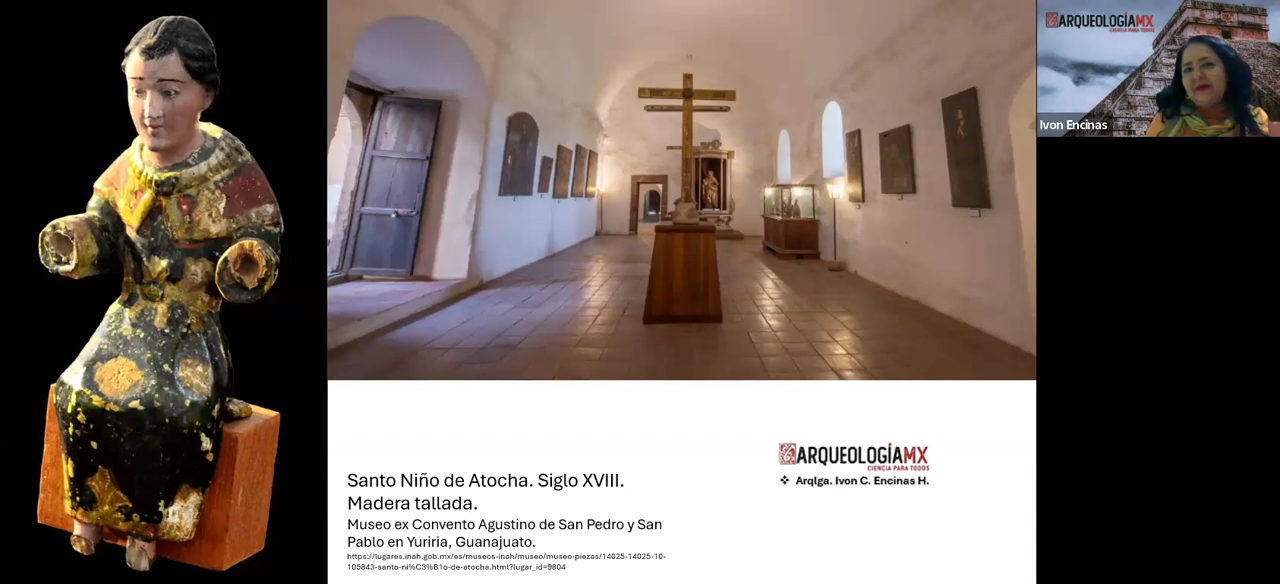 ARQUEOLOGÍAMX
CIENCIA PARA TODOS
Ivon Encinas
ARQUEOLOGÍAMX
CIENCIA PARA TODOS
❖ Arqlga. Ivon C. Encinas H.
Santo Niño de Atocha. Siglo XVIII.
Madera tallada.
Museo ex Convento Agustino de San Pedro y San
Pablo en Yuriria, Guanajuato.
https://lugares.inah.gob.mx/es/museos-inah/museo/museo-piezas/14025-14025-10-
105843-santo-ni%C3%B1o-de-atocha.html?lugar_id=9804